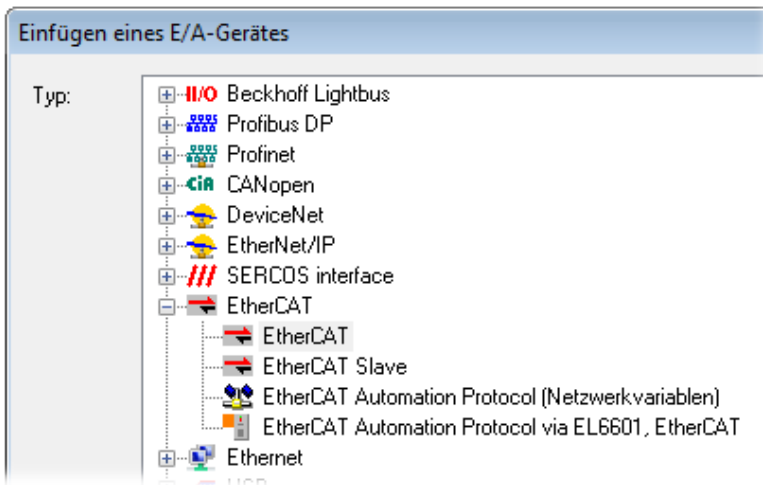 Einfügen eines E/A-Gerätes
Typ:
II/O Beckhoff Lightbus
Profibus DP
Profinet
CiA CANopen
DeviceNet
EtherNet/IP
SERCOS interface
EtherCAT
EtherCAT
EtherCAT Slave
EtherCAT Automation Protocol (Netzwerkvariablen)
EtherCAT Automation Protocol via EL6601, EtherCAT
Ethernet